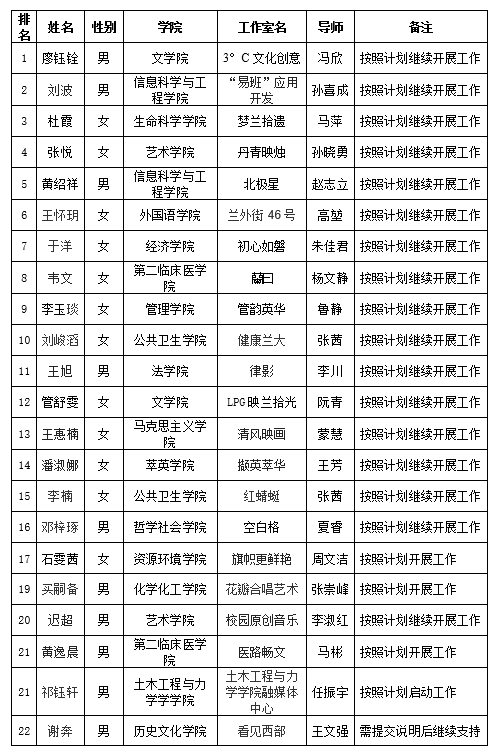 排名 姓名 性别 学院 工作室名 导师 备注
1 廖钰铨 男 文学院 3°C文化创意 冯欣 按照计划继续开展工作
2 刘波 男 信息科学与工程学院 “易班”应用开发 孙喜成 按照计划继续开展工作
3 杜霞 女 生命科学学院 梦兰拾遗 马萍 按照计划继续开展工作
4 张悦 女 艺术学院 丹青映烛 孙晓勇 按照计划继续开展工作
5 黄绍祥 男 信息科学与工程学院 北极星 赵志立 按照计划继续开展工作
6 王怀玥 女 外国语学院 兰外街46号 高堃 按照计划继续开展工作
7 于洋 女 经济学院 初心如磐 朱佳君 按照计划继续开展工作
8 韦文 女 第二临床医学院 杨文静 按照计划继续开展工作
9 李玉琰 女 管理学院 管韵英华 鲁静 按照计划继续开展工作
10 刘峻滔 女 公共卫生学院 健康兰大 张茜 按照计划继续开展工作
11 王旭 男 法学院 律影 李川 按照计划继续开展工作
12 管舒雯 女 文学院 LPG映兰拾光 阮青 按照计划继续开展工作
13 王惠楠 女 马克思主义学院 清风映画 蒙慧 按照计划继续开展工作
14 潘淑娜 女 萃英学院 撷英萃华 王芳 按照计划继续开展工作
15 李楠 女 公共卫生学院 红蜻蜓 张茜 按照计划继续开展工作
16 邓梓琢 男 哲学社会学院 空白格 夏睿 按照计划继续开展工作
17 石雯茜 女 资源环境学院 旗帜更鲜艳 周文洁 按照计划开展工作
19 买嗣备 男 化学化工学院 花瓣合唱艺术 张崇峰 按照计划开展工作
20 迟超 男 艺术学院 校园原创音乐 李淑红 按照计划继续开展工作
21 黄逸晨 男 第二临床医学院 医路畅文 马彬 按照计划开展工作
21 祁钰轩 男 土木工程与力学学院 土木工程与力学学院融媒体中心 任振宇 按照计划启动工作
22 谢奔 男 历史文化学院 看见西部 王文强 需提交说明后继续支持